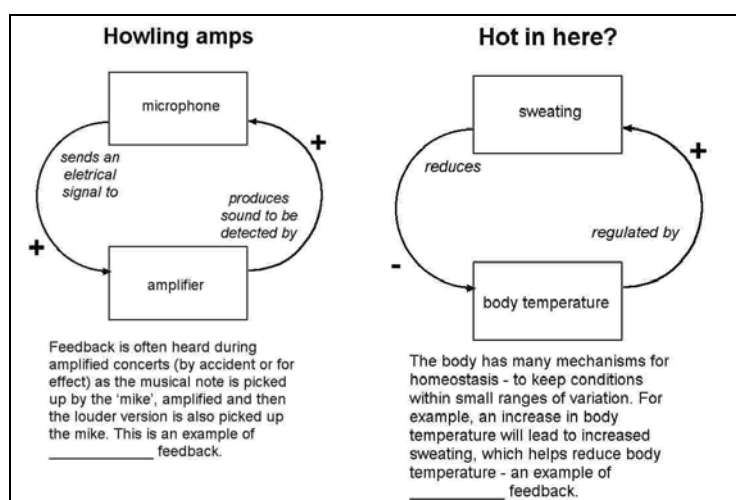 Howling amps
microphone
+
sends an
eletrical
signal to
produces
sound to be
detected by
+
amplifier
Feedback is often heard during
amplified concerts (by accident or for
effect) as the musical note is picked
up by the ‘mike’, amplified and then
the louder version is also picked up
the mike. This is an example of
______________ feedback.
Hot in here?
sweating
+
reduces
regulated by
-
body temperature
The body has many mechanisms for
homeostasis - to keep conditions
within small ranges of variation. For
example, an increase in body
temperature will lead to increased
sweating, which helps reduce body
temperature - an example of
_____________ feedback.